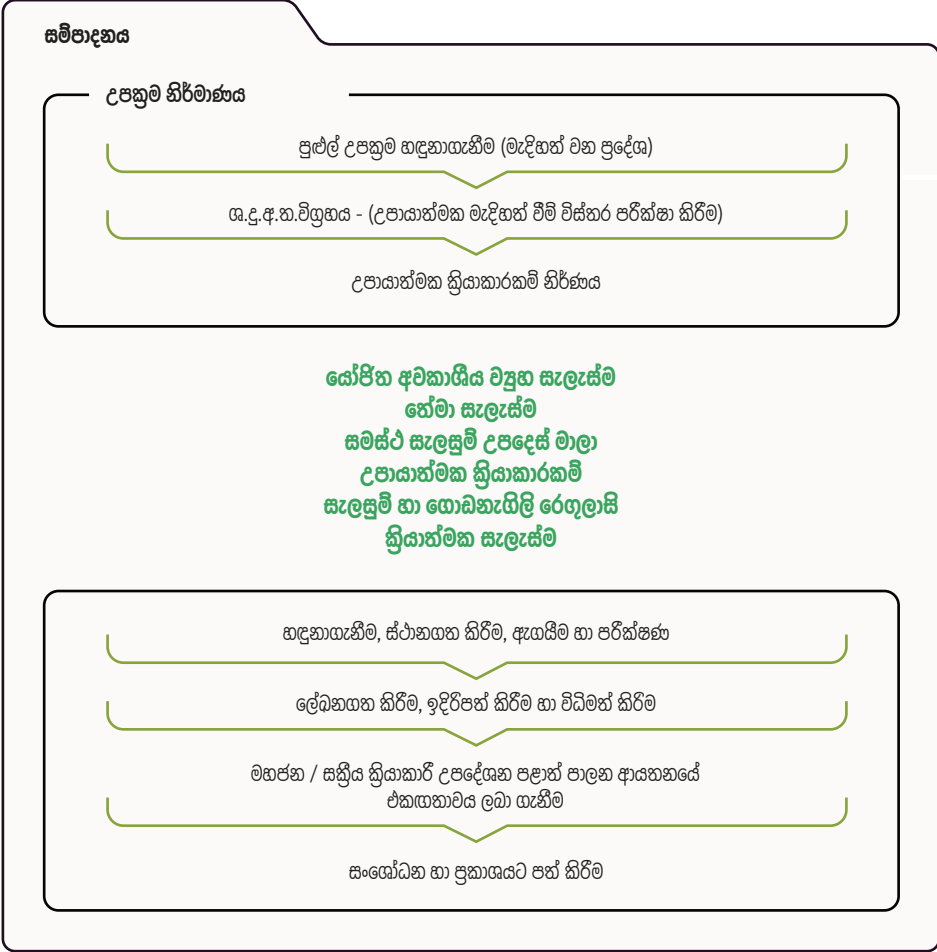 සම්පාදනය
උපක්‍රම නිර්මාණය
පුළුල් උපක්‍රම හඳුනාගැනීම (මැදිහත් වන ප්‍රදේශ)
ශ.දු.අ.ත.විග්‍රහය - (උපායාත්මක මැදිහත් වීම් විස්තර පරීක්ෂා කිරීම)
උපායාත්මක ක්‍රියාකාරකම් නිර්ණය
යෝජිත අවකාශීය ව්‍යුහ සැලැස්ම
තේමා සැලැස්ම
සමස්ථ සැලසුම් උපදෙස් මාලා
උපායාත්මක ක්‍රියාකාරකම්
සැලසුම් හා ගොඩනැගිලි රෙගුලාසි
ක්‍රියාත්මක සැලැස්ම
හඳුනාගැනීම, ස්ථානගත කිරීම, ඇගයීම හා පරීක්ෂණ
ලේඛනගත කිරීම, ඉදිරිපත් කිරීම හා විධිමත් කිරිම
මහජන / සක්‍රීය ක්‍රියාකාරී උපදේශන පළාත් පාලන ආයතනයේ
එකඟතාවය ලබා ගැනීම
සංශෝධන හා ප්‍රකාශයට පත් කිරීම